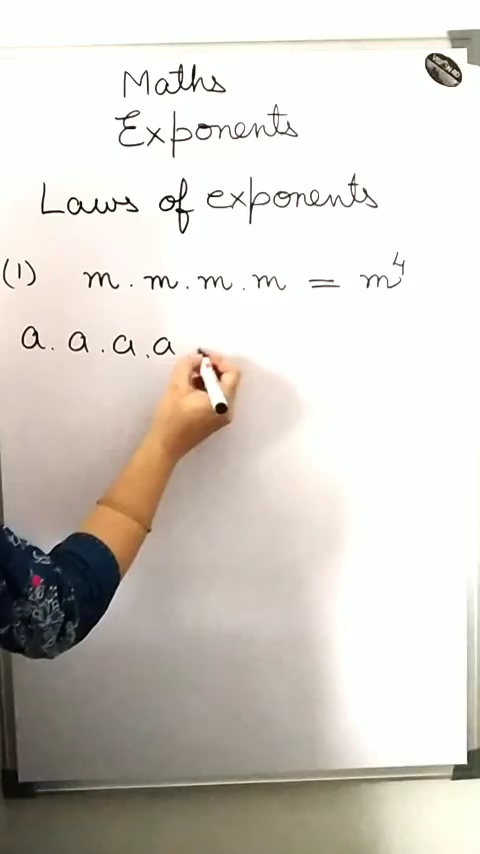 Maths
Exponents
Laws of exponents
(1) m . m . m . m = m⁴
a . a . a . a